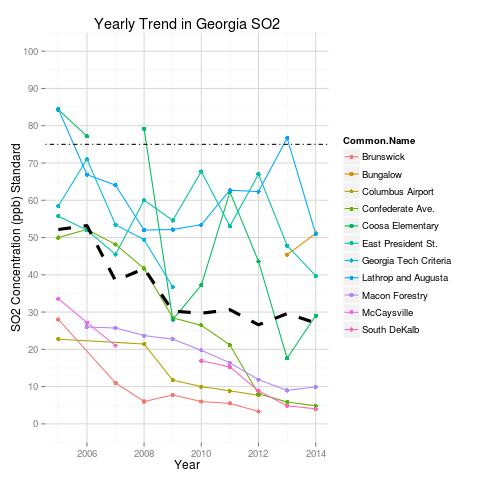 Yearly Trend in Georgia SO2
SO2 Concentration (ppb) Standard
100
90
80
70
60
50
40
30
20
10
0
2006
2008
2010
2012
2014
Year
Common.Name
Brunswick
Bungalow
Columbus Airport
Confederate Ave.
Coosa Elementary
East President St.
Georgia Tech Criteria
Lathrop and Augusta
Macon Forestry
McCaysville
South DeKalb